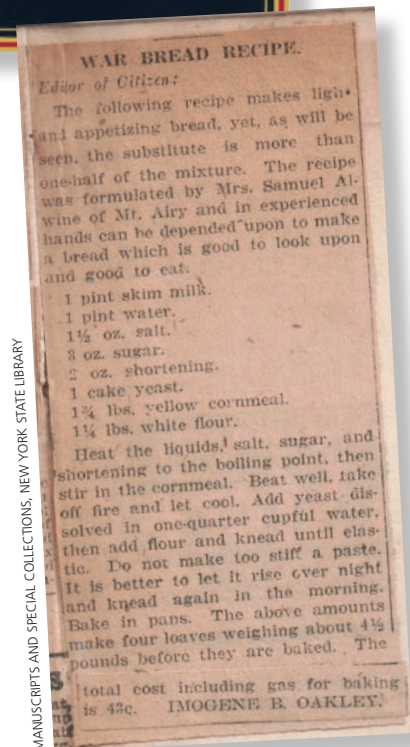 WAR BREAD RECIPE.
Editor of Citizen:
The following recipe makes ligh
and appetizing bread, yet, as will be
seen, the substitute is more than
one-half of the mixture. The recipe
was formulated by Mrs. Samuel Al-
wine of Mt. Airy and in experienced
hands can be depended upon to make
a bread which is good to look upon
and good to eat.
1 pint skim milk.
1 pint water.
1½ oz. salt.
3 oz. sugar.
2 oz. shortening.
1 cake yeast.
1¾ lbs. yellow cornmeal.
1¼ lbs. white flour.
Heat the liquids, salt, sugar, and
shortening to the boiling point, then
stir in the cornmeal. Beat well, take
off fire and let cool. Add yeast dis-
solved in one-quarter cupful water,
then add flour and knead until elas-
tic. Do not make too stiff a paste.
It is better to let it rise over night
and knead again in the morning.
Bake in pans. The above amounts
make four loaves weighing about 4½
pounds before they are baked. The
total cost including gas for baking
is 43c. IMOGENE B. OAKLEY.
MANUSCRIPTS AND SPECIAL COLLECTIONS, NEW YORK STATE LIBRARY